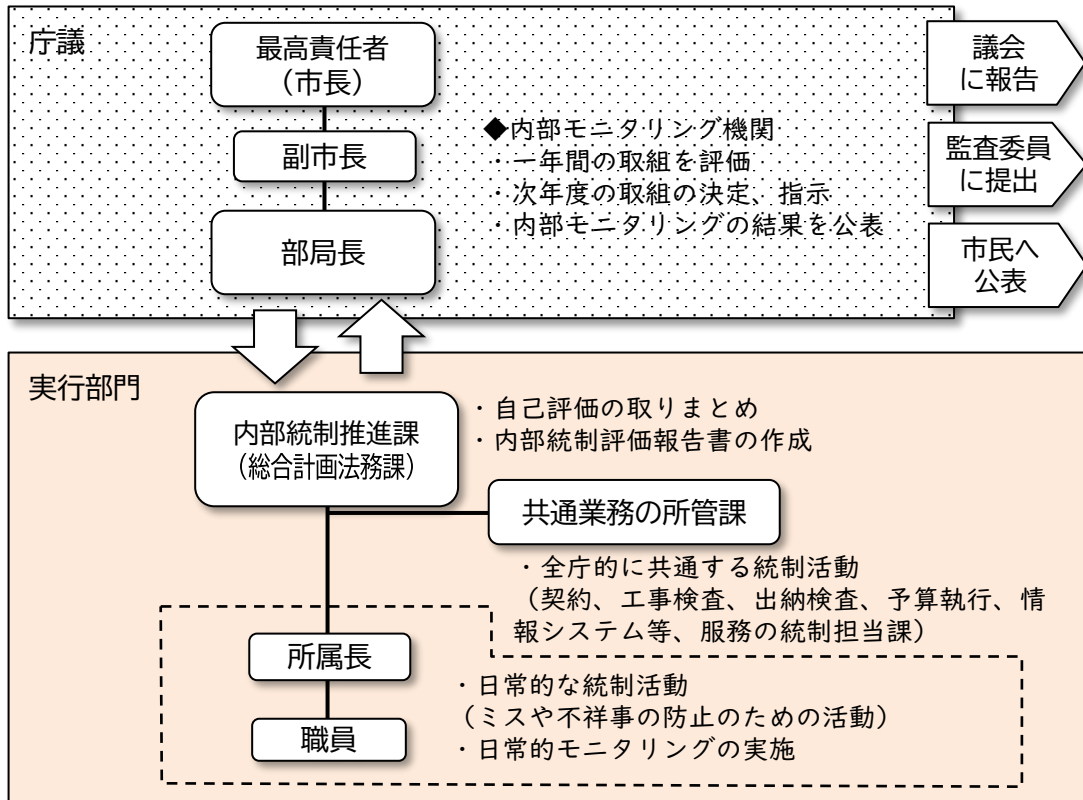 庁議
最高責任者
（市長）
副市長
部局長
◆内部モニタリング機関
・一年間の取組を評価
・次年度の取組の決定、指示
・内部モニタリングの結果を公表
議会
に報告
監査委員
に提出
市民へ
公表
実行部門
内部統制推進課
（総合計画法務課）
・自己評価の取りまとめ
・内部統制評価報告書の作成
共通業務の所管課
・全庁的に共通する統制活動
（契約、工事検査、出納検査、予算執行、情
報システム等、服務の統制担当課）
所属長
職員
・日常的な統制活動
（ミスや不祥事の防止のための活動）
・日常的モニタリングの実施